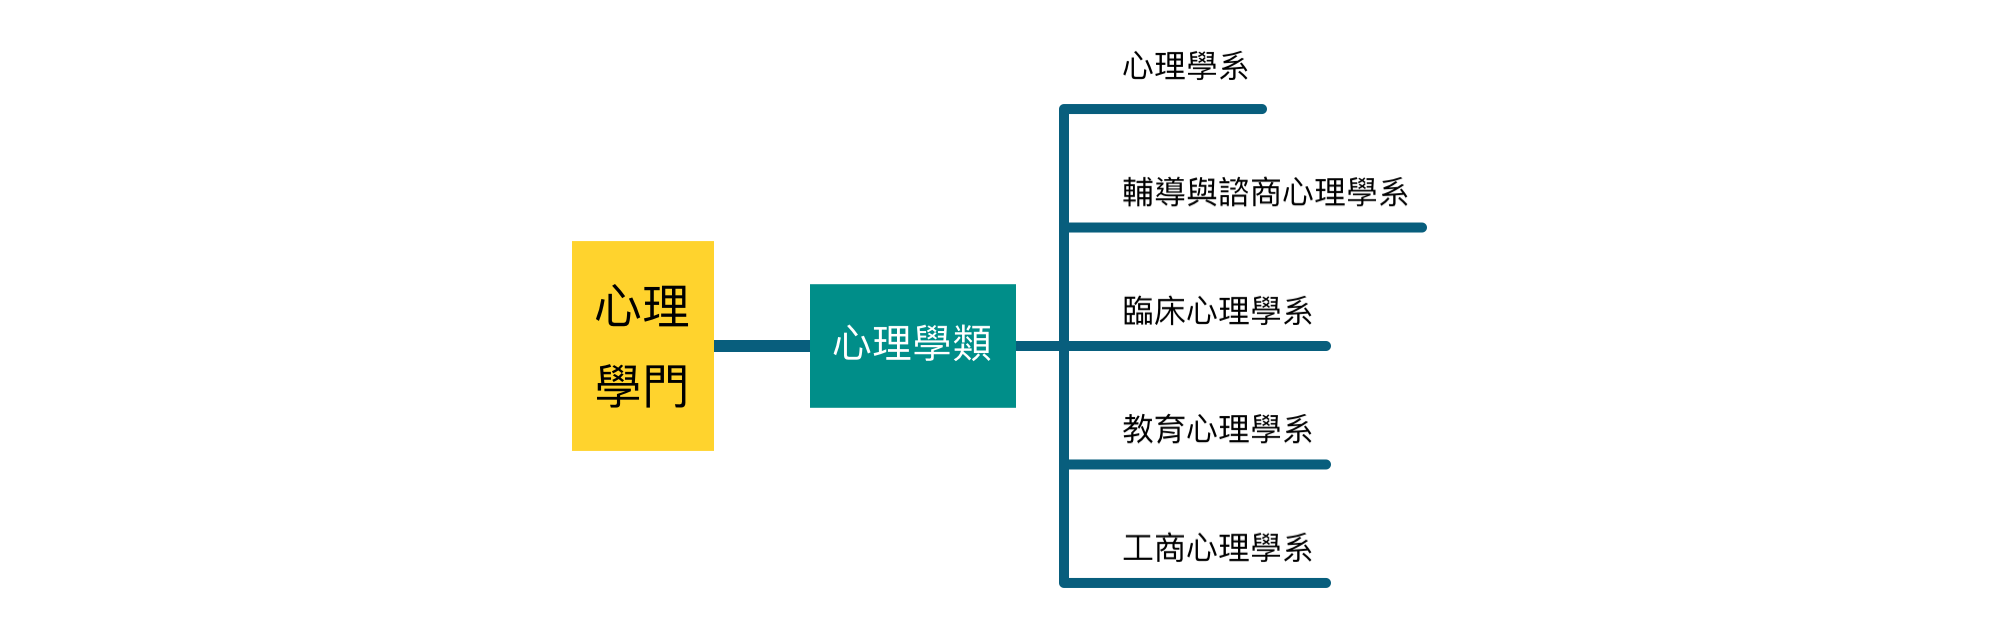 心理
學門
心理學類
心理學系
輔導與諮商心理學系
臨床心理學系
教育心理學系
工商心理學系